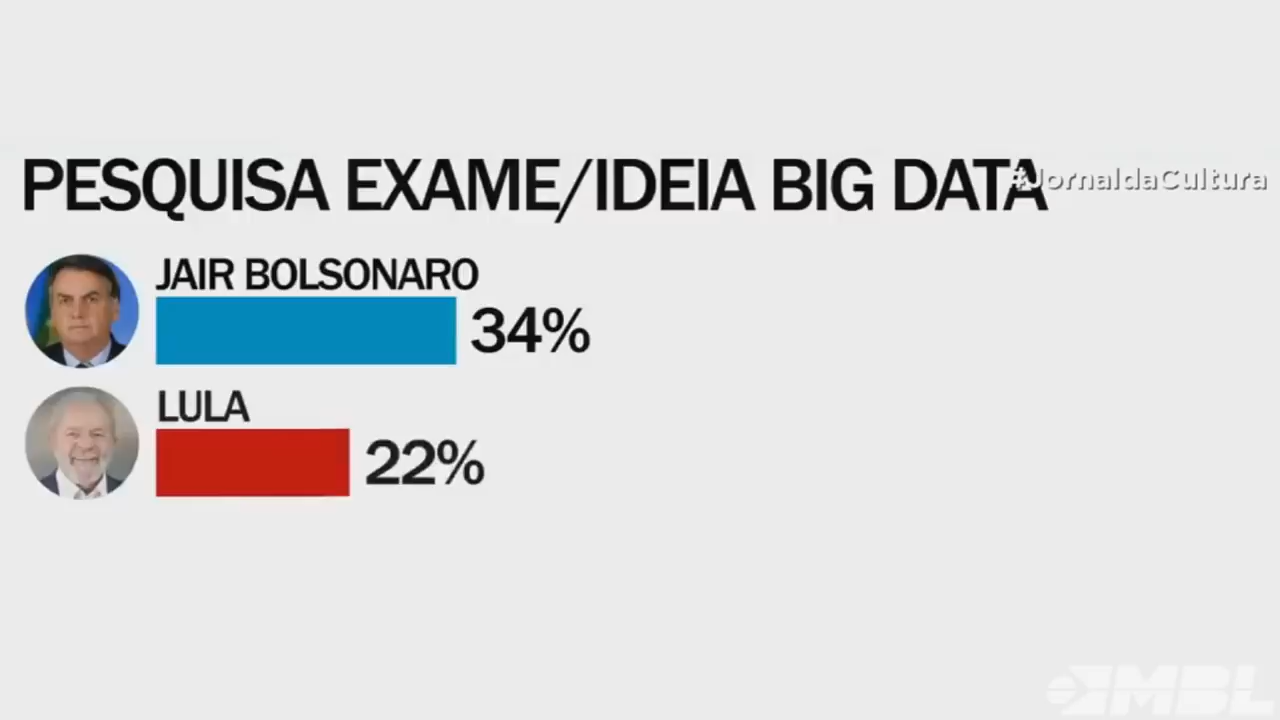 PESQUISA EXAME/IDEIA BIG DATA
#JornaldaCultura
JAIR BOLSONARO
34%
LULA
22%
MBL